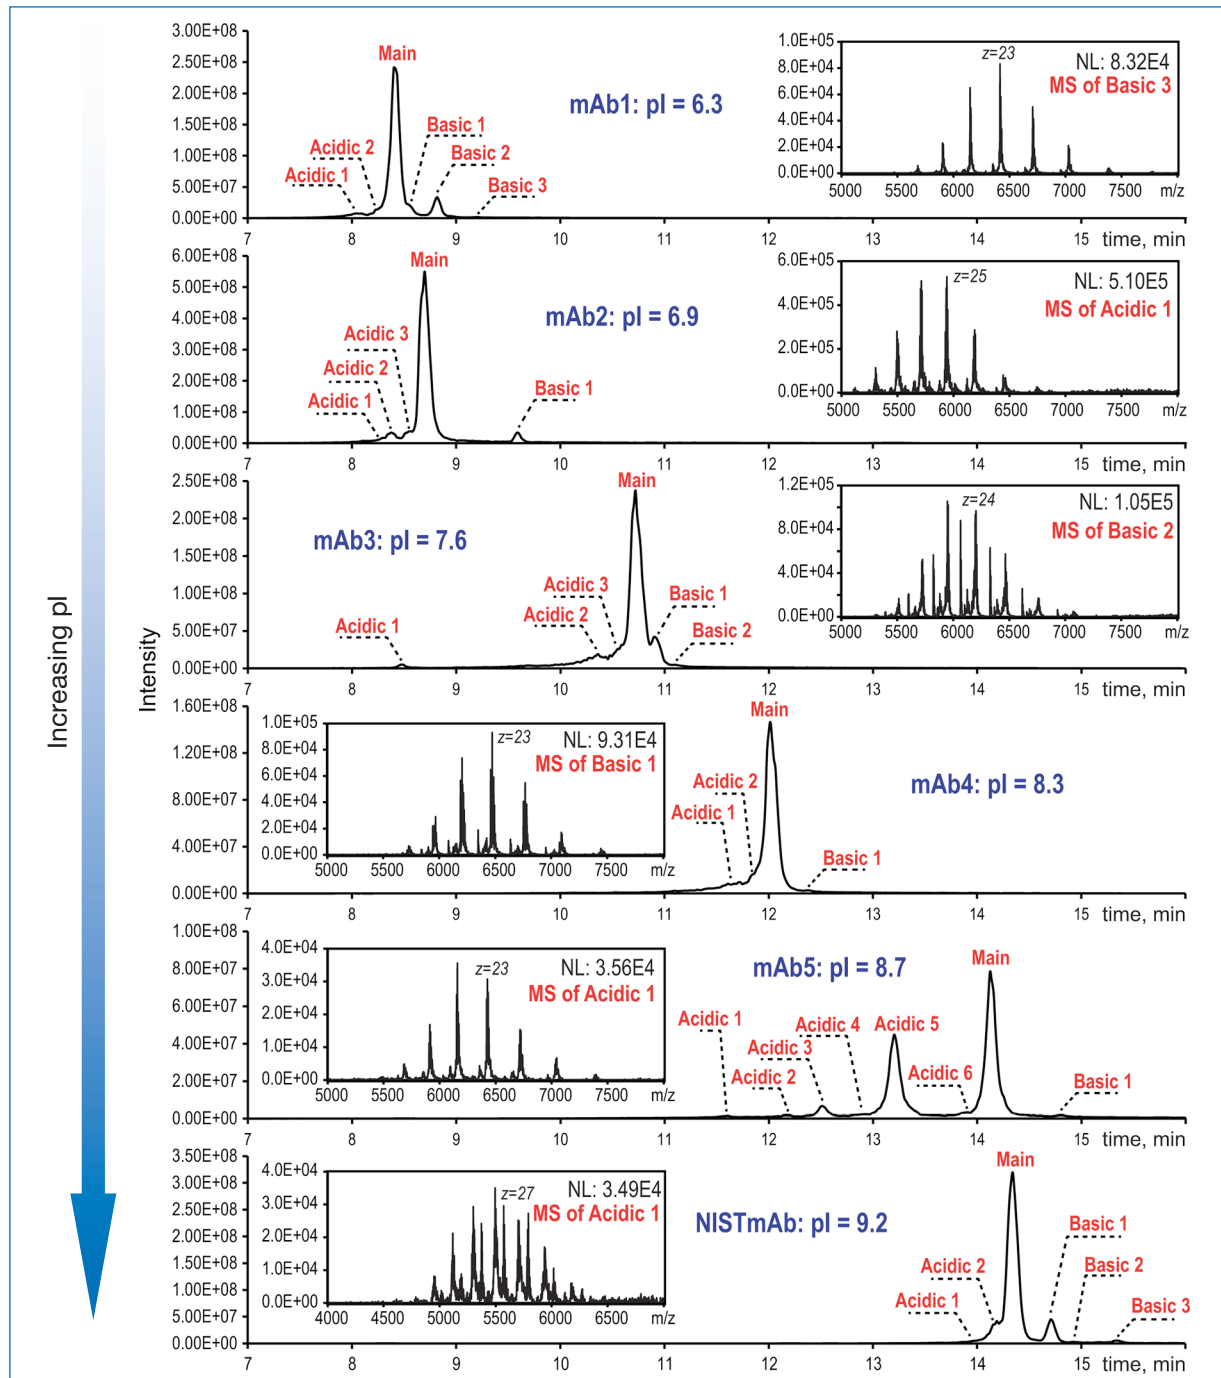 Increasing pI
Intensity
3.00E+08
2.50E+08
2.00E+08
1.50E+08
1.00E+08
5.00E+07
0.00E+00
Main
Acidic 2
Acidic 1
Basic 1
Basic 2
Basic 3
mAb1: pI = 6.3
1.0E+05
8.0E+04
6.0E+04
4.0E+04
2.0E+04
0.0E+00
z=23
NL: 8.32E4
MS of Basic 3
5000 5500 6000 6500 7000 7500 m/z
7 8 9 10 11 12 13 14 15 time, min
6.00E+08
5.00E+08
4.00E+08
3.00E+08
2.00E+08
1.00E+08
0.00E+00
Main
Acidic 3
Acidic 2
Acidic 1
Basic 1
mAb2: pI = 6.9
6.0E+05
4.0E+05
2.0E+05
0.0E+00
z=25
NL: 5.10E5
MS of Acidic 1
5000 5500 6000 6500 7000 7500 m/z
7 8 9 10 11 12 13 14 15 time, min
2.50E+08
2.00E+08
1.50E+08
1.00E+08
5.00E+07
0.00E+00
mAb3: pI = 7.6
Main
Acidic 3
Acidic 2
Acidic 1
Basic 1
Basic 2
1.2E+05
8.0E+04
4.0E+04
0.0E+00
z=24
NL: 1.05E5
MS of Basic 2
5000 5500 6000 6500 7000 7500 m/z
7 8 9 10 11 12 13 14 15 time, min
1.60E+08
1.20E+08
8.00E+07
4.00E+07
0.00E+00
1.0E+05
8.0E+04
6.0E+04
4.0E+04
2.0E+04
0.0E+00
z=23
NL: 9.31E4
MS of Basic 1
5000 5500 6000 6500 7000 7500 m/z
Main
Acidic 2
Acidic 1
Basic 1
mAb4: pI = 8.3
7 8 9 10 11 12 13 14 15 time, min
1.00E+08
8.00E+07
6.00E+07
4.00E+07
2.00E+07
0.00E+00
4.0E+04
3.0E+04
2.0E+04
1.0E+04
0.0E+00
z=23
NL: 3.56E4
MS of Acidic 1
5000 5500 6000 6500 7000 7500 m/z
mAb5: pI = 8.7
Main
Acidic 1
Acidic 4
Acidic 5
Acidic 3
Acidic 2
Acidic 6
Basic 1
7 8 9 10 11 12 13 14 15 time, min
3.50E+08
3.00E+08
2.50E+08
2.00E+08
1.50E+08
1.00E+08
5.00E+07
0.00E+00
4.0E+04
3.0E+04
2.0E+04
1.0E+04
0.0E+00
z=27
NL: 3.49E4
MS of Acidic 1
4000 4500 5000 5500 6000 6500 m/z
NISTmAb: pI = 9.2
Main
Acidic 2
Acidic 1
Basic 1
Basic 2
Basic 3
7 8 9 10 11 12 13 14 15 time, min